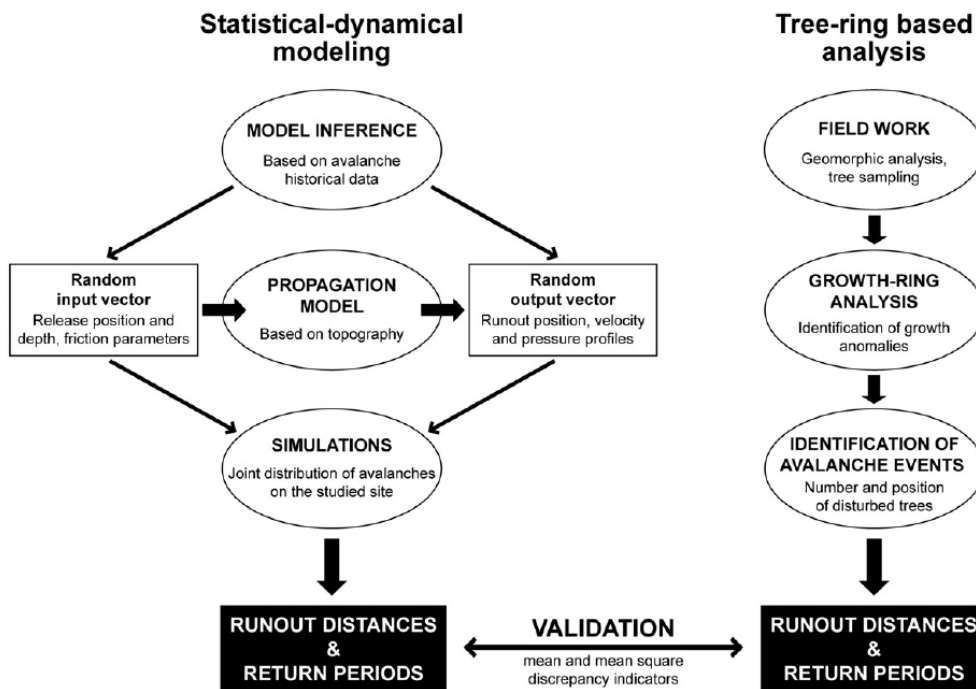 Statistical-dynamical
modeling
MODEL INFERENCE
Based on avalanche
historical data
Random
input vector
Release position and
depth, friction parameters
PROPAGATION
MODEL
Based on topography
Random
output vector
Runout position, velocity
and pressure profiles
SIMULATIONS
Joint distribution of avalanches
on the studied site
RUNOUT DISTANCES
&
RETURN PERIODS
VALIDATION
mean and mean square
discrepancy indicators
Tree-ring based
analysis
FIELD WORK
Geomorphic analysis,
tree sampling
GROWTH-RING
ANALYSIS
Identification of growth
anomalies
IDENTIFICATION OF
AVALANCHE EVENTS
Number and position
of disturbed trees
RUNOUT DISTANCES
&
RETURN PERIODS